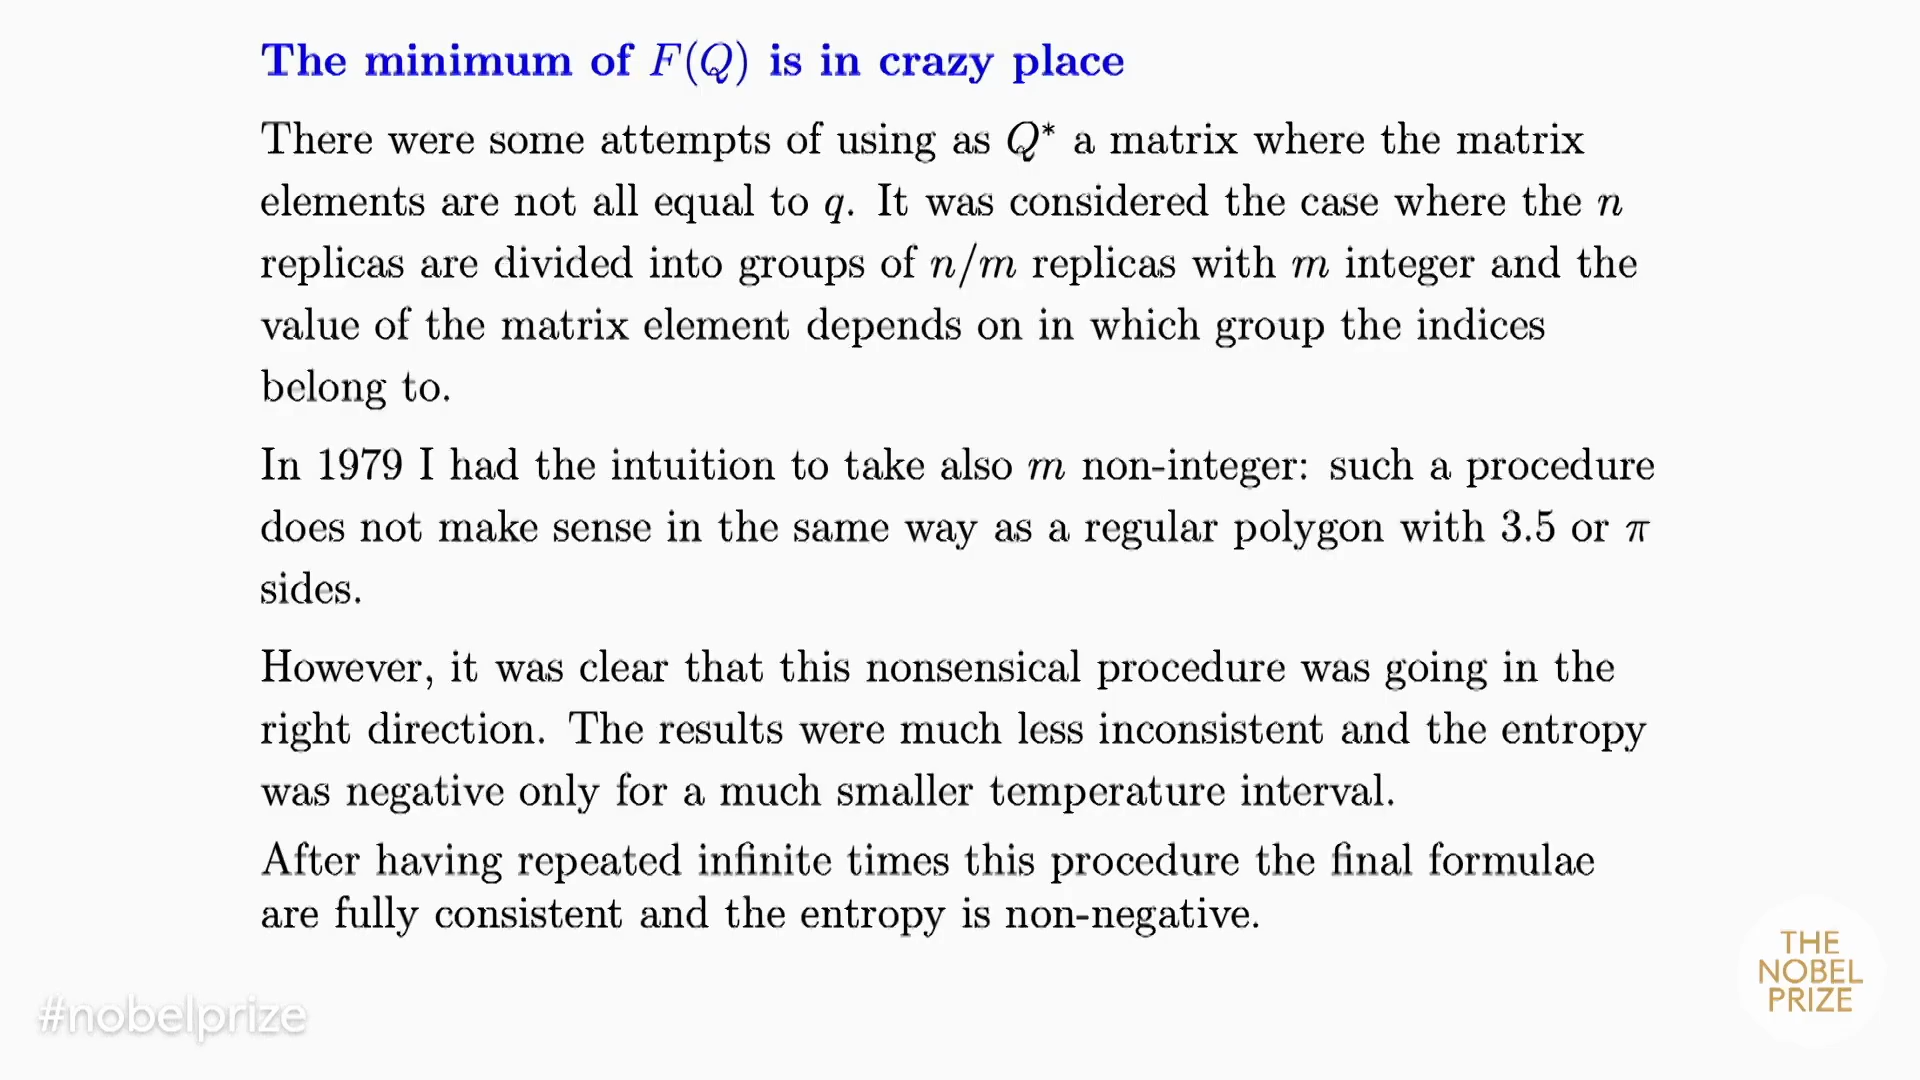 The minimum of F(Q) is in crazy place
There were some attempts of using as Q* a matrix where the matrix
elements are not all equal to q. It was considered the case where the n
replicas are divided into groups of n/m replicas with m integer and the
value of the matrix element depends on in which group the indices
belong to.
In 1979 I had the intuition to take also m non-integer: such a procedure
does not make sense in the same way as a regular polygon with 3.5 or π
sides.
However, it was clear that this nonsensical procedure was going in the
right direction. The results were much less inconsistent and the entropy
was negative only for a much smaller temperature interval.
After having repeated infinite times this procedure the final formulae
are fully consistent and the entropy is non-negative.
#nobelprize
THE
NOBEL
PRIZE